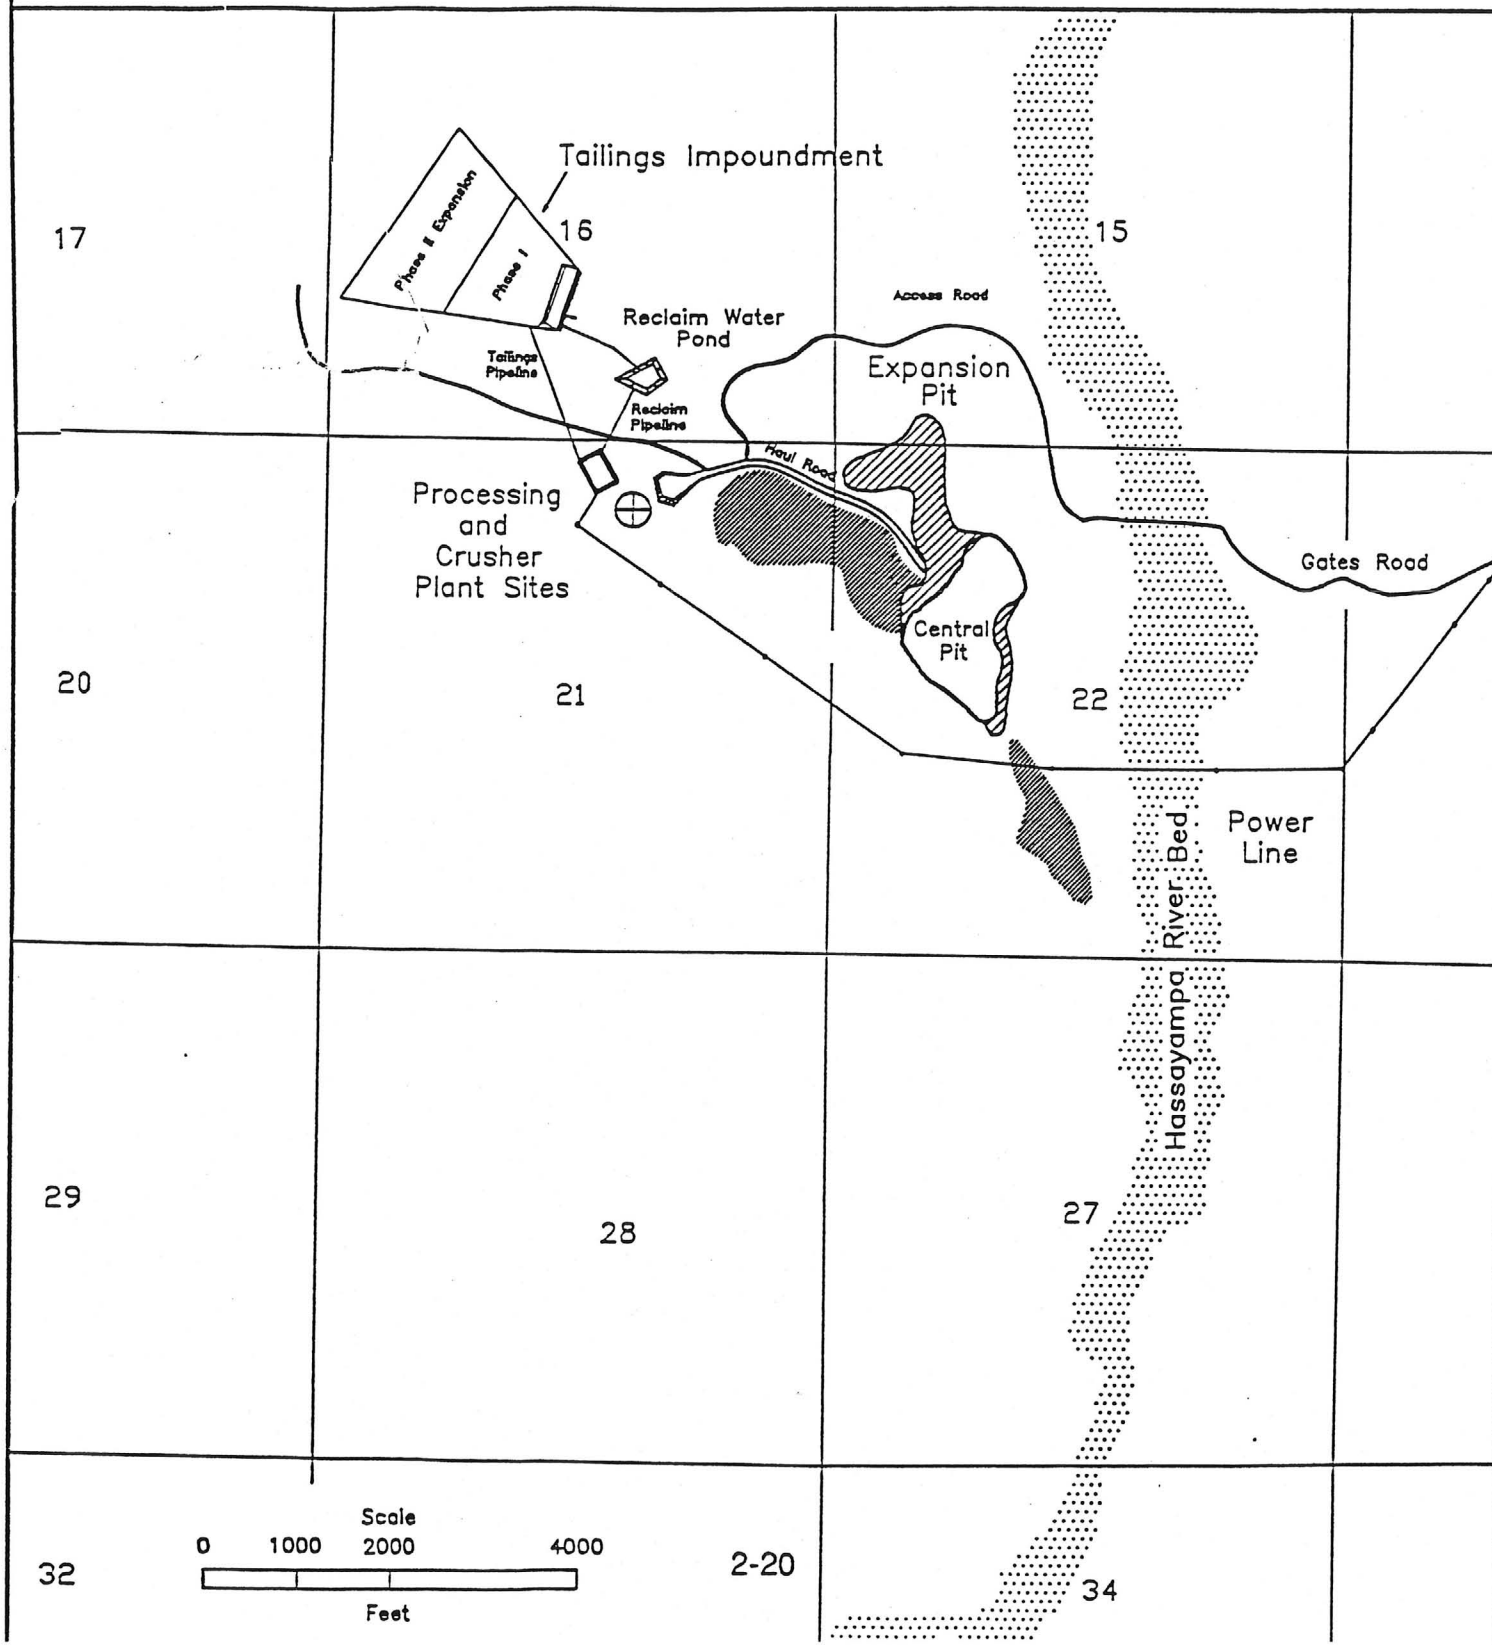 Tailings Impoundment
17
16
15
Phase II Expansion
Phase I
Access Road
Reclaim Water
Pond
Tailings
Pipeline
Expansion
Pit
Reclaim
Pipeline
Haul Road
Processing
and
Crusher
Plant Sites
Gates Road
Central
Pit
20
21
22
Power
Line
Hassayampa River Bed
29
28
27
Scale
0 1000 2000 4000
Feet
32
2-20
34